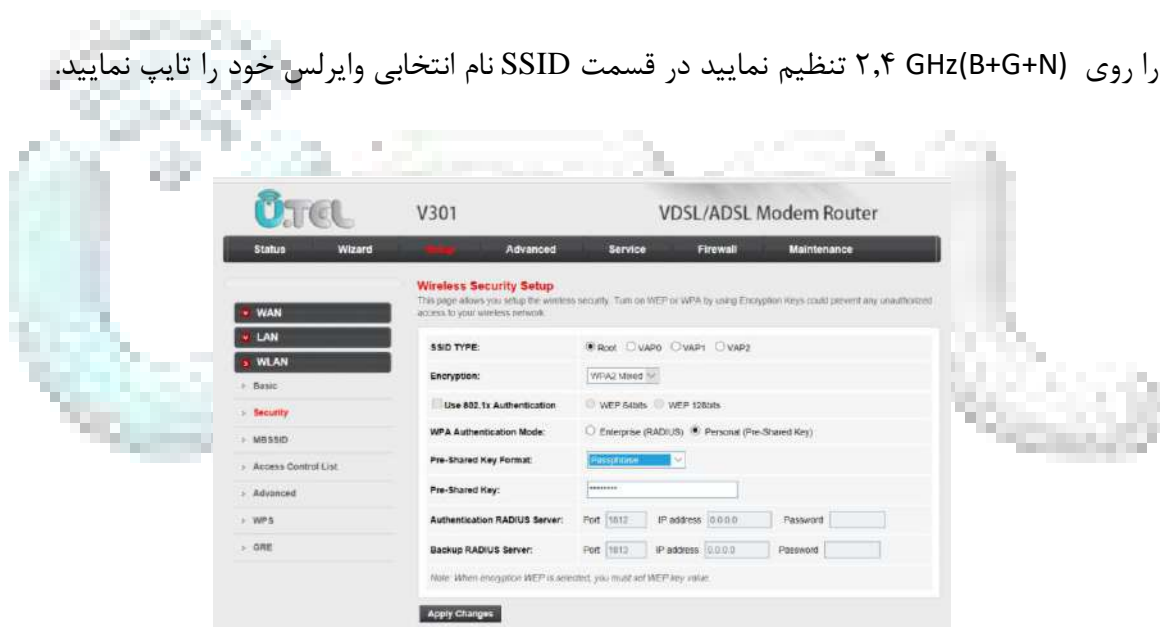 را روی ۲,۴ GHz(B+G+N) تنظیم نمایید در قسمت SSID نام انتخابی وایرلس خود را تایپ نمایید.
U.TEL
V301
VDSL/ADSL Modem Router
Status Wizard Setup Advanced Service Firewall Maintenance
Wireless Security Setup
This page allows you setup the wireless security. Turn on WEP or WPA by using Encryption Keys could prevent any unauthorized
access to your wireless network.
WAN
LAN
WLAN
Basic
Security
MBSSID
Access Control List
Advanced
WPS
GRE
SSID TYPE: Root VAP0 VAP1 VAP2
Encryption: WPA2 Mixed
Use 802.1x Authentication WEP 64bits WEP 128bits
WPA Authentication Mode: Enterprise (RADIUS) Personal (Pre-Shared Key)
Pre-Shared Key Format: Passphrase
Pre-Shared Key: ********
Authentication RADIUS Server: Port 1812 IP address 0.0.0.0 Password
Backup RADIUS Server: Port 1812 IP address 0.0.0.0 Password
Note: When encryption WEP is selected, you must set WEP key value.
Apply Changes